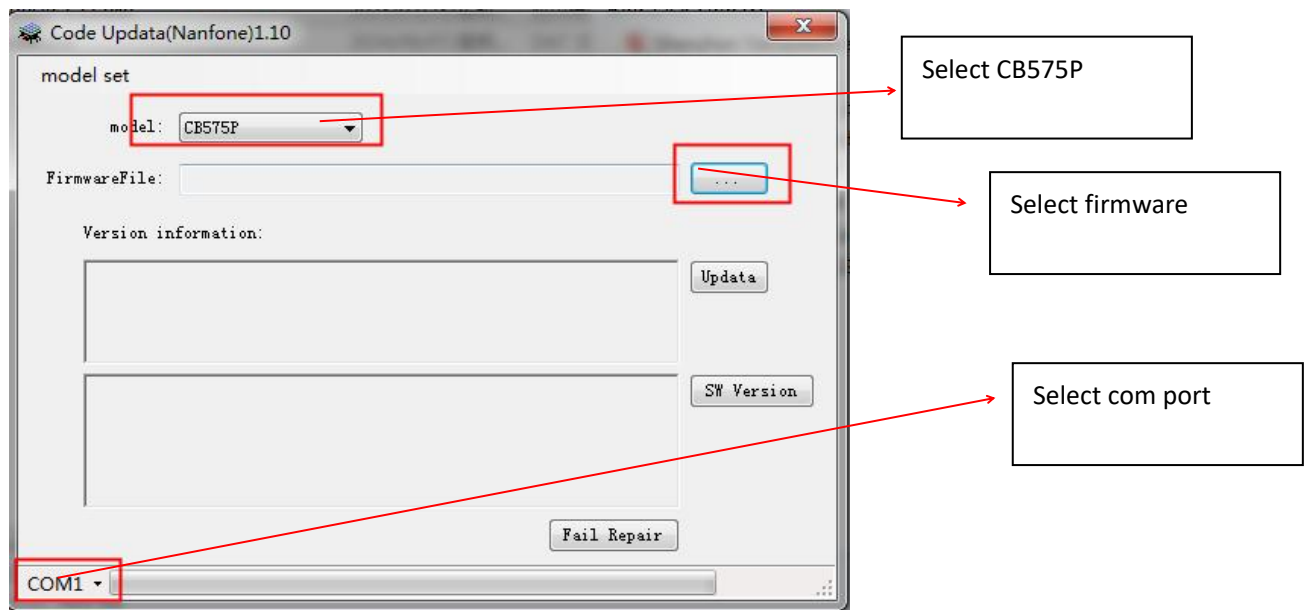 Code Updata(Nanfone)1.10
model set
Select CB575P
model: CB575P
FirmwareFile: ...
Select firmware
Version information:
Updata
SW Version
Select com port
Fail Repair
COM1